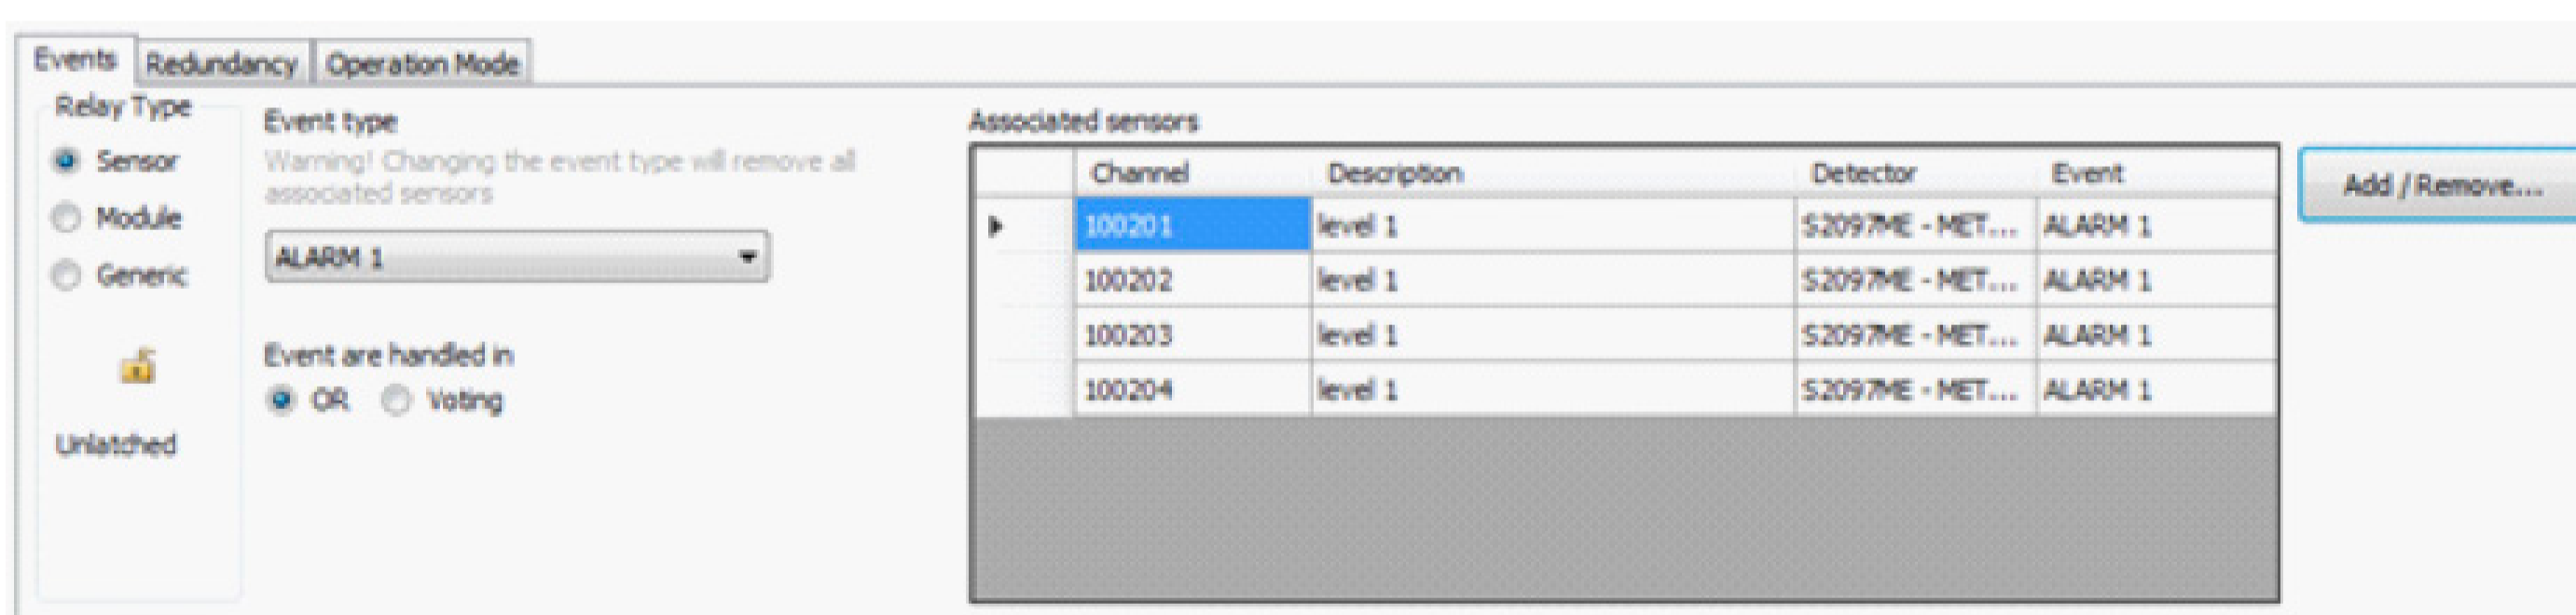 Events Redundancy Operation Mode
Relay Type
Sensor
Module
Generic
Unlatched
Event type
Warning! Changing the event type will remove all
associated sensors
ALARM 1
Event are handled in
OR Voting
Associated sensors
Channel Description Detector Event
100201 level 1 S2097ME - MET... ALARM 1
100202 level 1 S2097ME - MET... ALARM 1
100203 level 1 S2097ME - MET... ALARM 1
100204 level 1 S2097ME - MET... ALARM 1
Add / Remove...